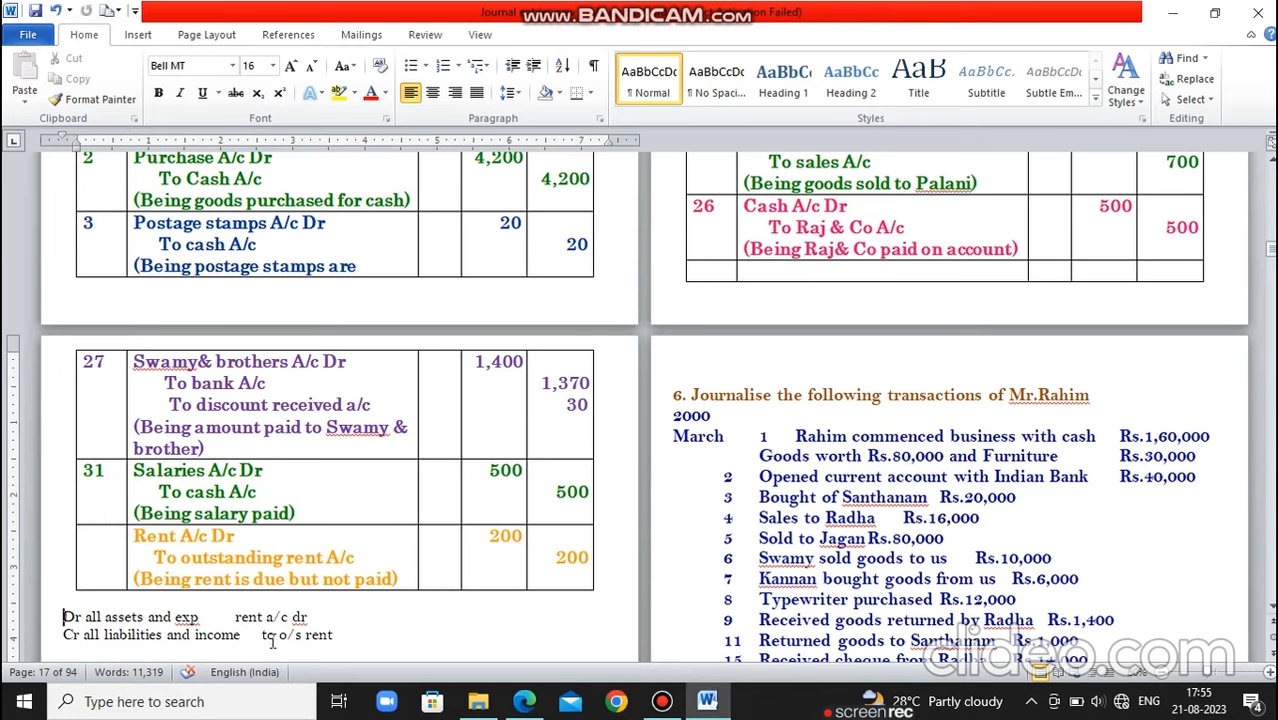 www.BANDICAM.com
Journal
t Activation Failed)
File
Home
Insert
Page Layout
References
Mailings
Review
View
Cut
Copy
Format Painter
Paste
Clipboard
Bell MT
16
Font
Paragraph
AaBbCcDc
¶ Normal
AaBbCcDc
¶ No Spaci...
AaBbC
Heading 1
AaBbCc
Heading 2
AaB
Title
AaBbCc.
Subtitle
AaBbCcDı
Subtle Em...
Change Styles
Styles
Find
Replace
Select
Editing
2 Purchase A/c Dr 4,200
To Cash A/c 4,200
(Being goods purchased for cash)
3 Postage stamps A/c Dr 20
To cash A/c 20
(Being postage stamps are
To sales A/c 700
(Being goods sold to Palani)
26 Cash A/c Dr 500
To Raj & Co A/c 500
(Being Raj& Co paid on account)
27 Swamy& brothers A/c Dr 1,400
To bank A/c 1,370
To discount received a/c 30
(Being amount paid to Swamy &
brother)
31 Salaries A/c Dr 500
To cash A/c 500
(Being salary paid)
Rent A/c Dr 200
To outstanding rent A/c 200
(Being rent is due but not paid)
Dr all assets and exp rent a/c dr
Cr all liabilities and income to o/s rent
6. Journalise the following transactions of Mr.Rahim
2000
March 1 Rahim commenced business with cash Rs.1,60,000
Goods worth Rs.80,000 and Furniture Rs.30,000
2 Opened current account with Indian Bank Rs.40,000
3 Bought of Santhanam Rs.20,000
4 Sales to Radha Rs.16,000
5 Sold to Jagan Rs.80,000
6 Swamy sold goods to us Rs.10,000
7 Kannan bought goods from us Rs.6,000
8 Typewriter purchased Rs.12,000
9 Received goods returned by Radha Rs.1,400
11 Returned goods to Santhanam Rs.1,000
15 Received cheque from Radha
clideo.com
Page: 17 of 94
Words: 11,319
English (India)
Type here to search
28°C Partly cloudy
ENG
17:55
21-08-2023
screen rec